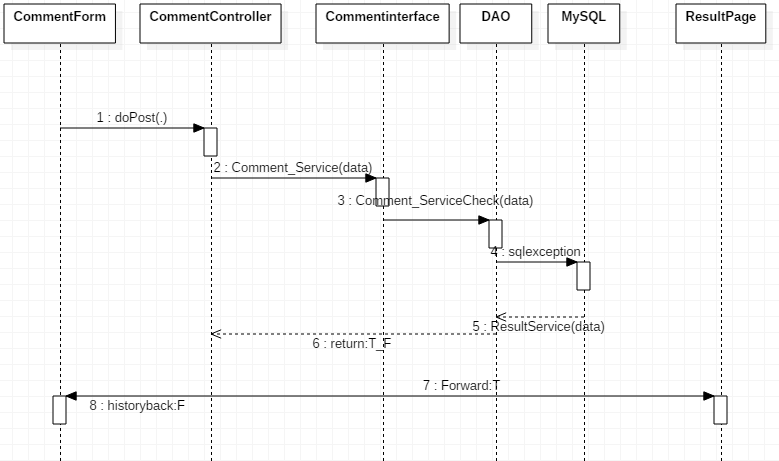 CommentForm
CommentController
Commentinterface
DAO
MySQL
ResultPage
1 : doPost(.)
2 : Comment_Service(data)
3 : Comment_ServiceCheck(data)
4 : sqlexception
5 : ResultService(data)
6 : return:T_F
7 : Forward:T
8 : historyback:F